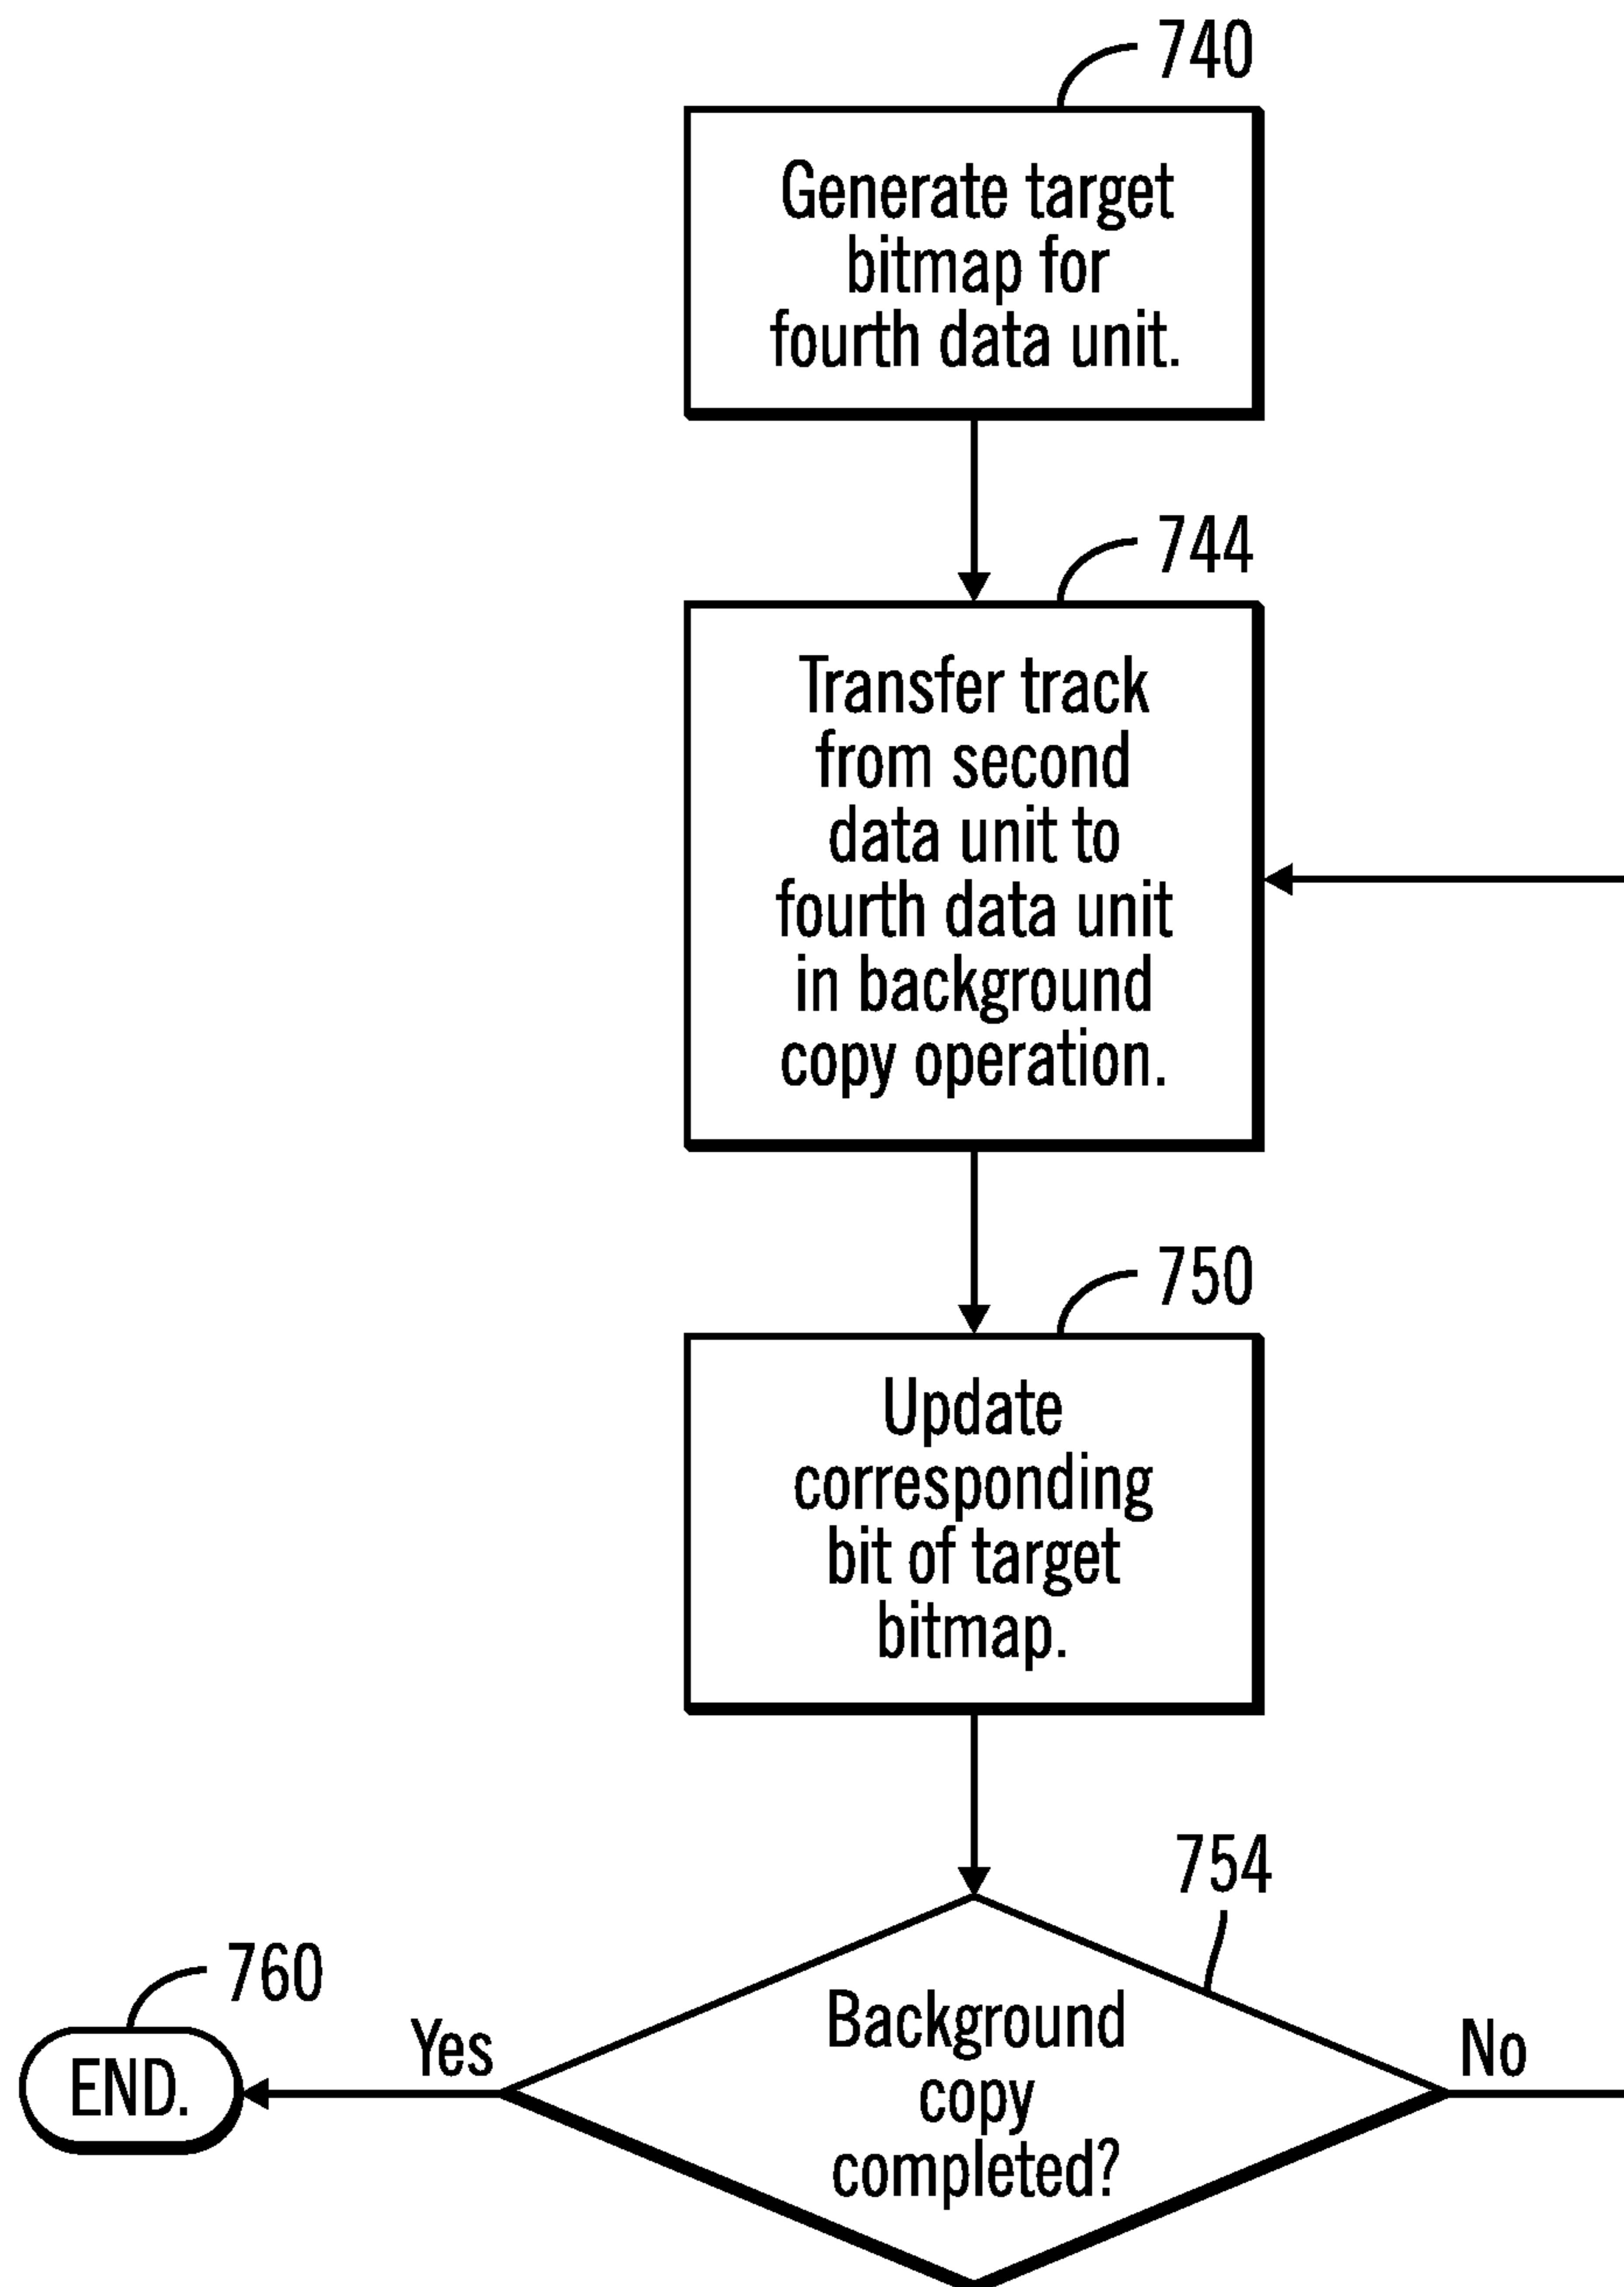 740
Generate target
bitmap for
fourth data unit.
744
Transfer track
from second
data unit to
fourth data unit
in background
copy operation.
750
Update
corresponding
bit of target
bitmap.
754
760
END.
Yes
Background
copy
completed?
No